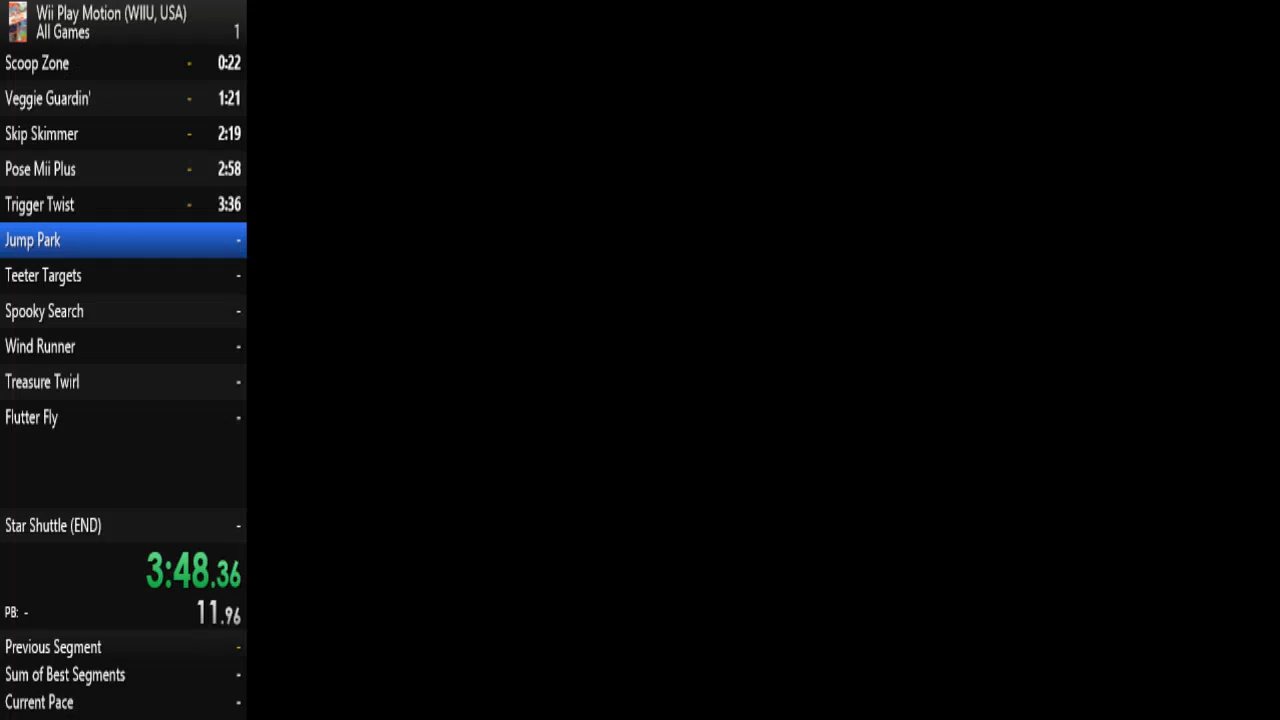 Wii Play Motion (WIIU, USA)
All Games 1
Scoop Zone - 0:22
Veggie Guardin' - 1:21
Skip Skimmer - 2:19
Pose Mii Plus - 2:58
Trigger Twist - 3:36
Jump Park -
Teeter Targets -
Spooky Search -
Wind Runner -
Treasure Twirl -
Flutter Fly -
Star Shuttle (END) -
3:48.36
PB: - 11.96
Previous Segment -
Sum of Best Segments -
Current Pace -